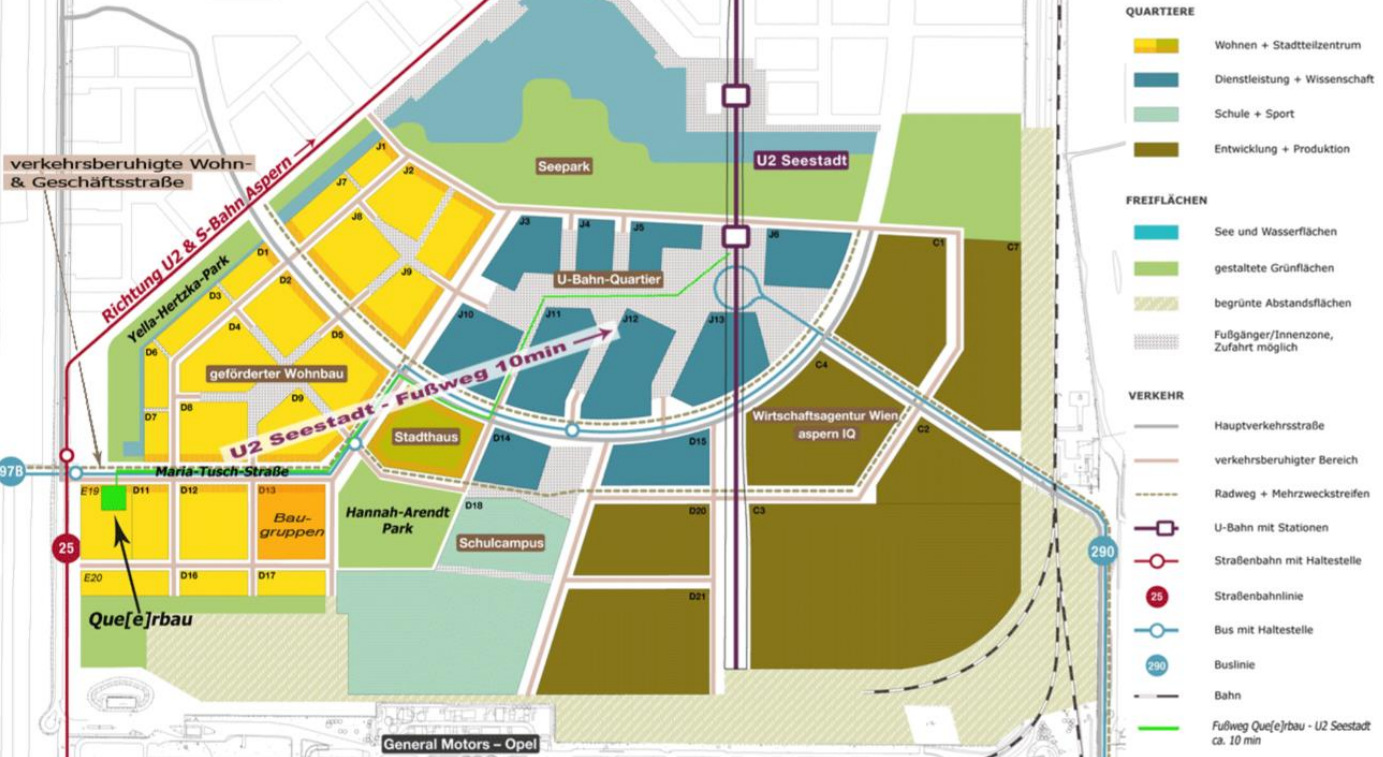 verkehrsberuhigte Wohn-
& Geschäftsstraße
Richtung U2 & S-Bahn Aspern
Yella-Hertzka-Park
Seepark
U2 Seestadt
J1
J2
J7
J8
J9
J3
J4
J5
J6
C1
C7
U-Bahn-Quartier
D1
D2
D3
D4
D5
D6
J10
J11
J12
J13
geförderter Wohnbau
U2 Seestadt - Fußweg 10min
C4
D7
D8
D9
Stadthaus
Wirtschaftsagentur Wien
aspern IQ
C2
D14
D15
97B
Maria-Tusch-Straße
E19
D11
D12
D13
Bau-
gruppen
Hannah-Arendt
Park
D18
Schulcampus
D20
C3
25
290
E20
D16
D17
D21
Que[e]rbau
General Motors – Opel
QUARTIERE
Wohnen + Stadtteilzentrum
Dienstleistung + Wissenschaft
Schule + Sport
Entwicklung + Produktion
FREIFLÄCHEN
See und Wasserflächen
gestaltete Grünflächen
begrünte Abstandsflächen
Fußgänger/Innenzone,
Zufahrt möglich
VERKEHR
Hauptverkehrsstraße
verkehrsberuhigter Bereich
Radweg + Mehrzweckstreifen
U-Bahn mit Stationen
Straßenbahn mit Haltestelle
25
Straßenbahnlinie
Bus mit Haltestelle
290
Buslinie
Bahn
Fußweg Que[e]rbau - U2 Seestadt
ca. 10 min